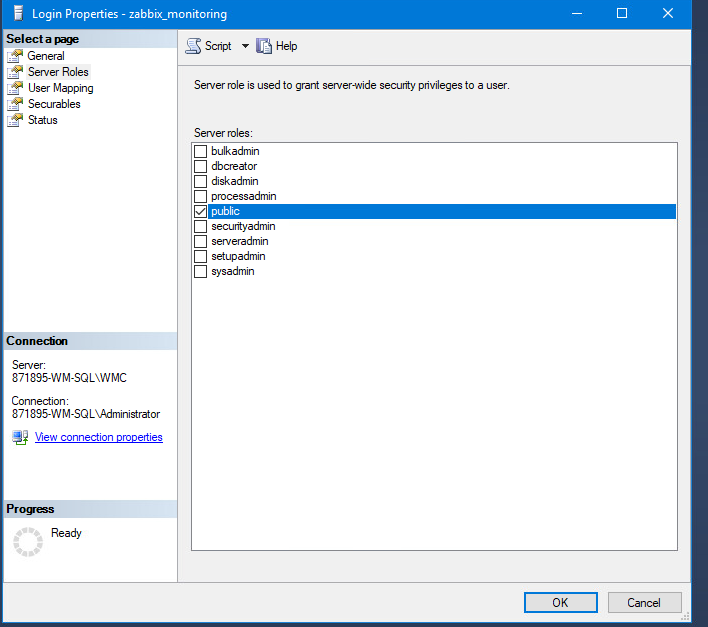 Login Properties - zabbix_monitoring
Select a page
General
Server Roles
User Mapping
Securables
Status
Script
Help
Server role is used to grant server-wide security privileges to a user.
Server roles:
bulkadmin
dbcreator
diskadmin
processadmin
public
securityadmin
serveradmin
setupadmin
sysadmin
Connection
Server:
871895-WM-SQL\WMC
Connection:
871895-WM-SQL\Administrator
View connection properties
Progress
Ready
OK
Cancel